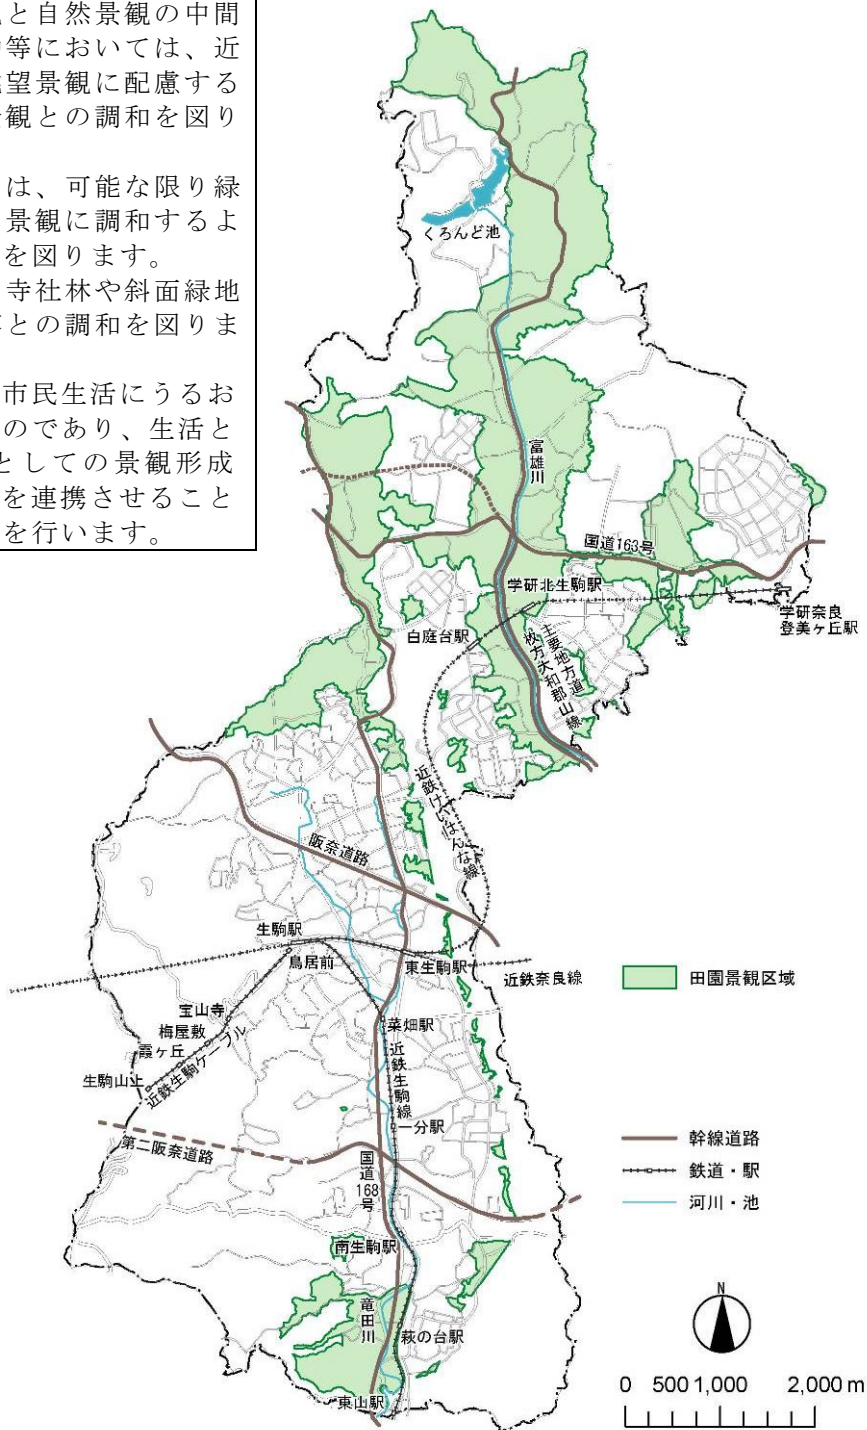 と自然景観の中間
等においては、近
望景観に配慮する
観との調和を図り
は、可能な限り緑
景観に調和するよ
を図ります。
寺社林や斜面緑地
との調和を図りま
市民生活にうるお
のであり、生活と
としての景観形成
を連携させること
を行います。
くろんど池
富雄川
国道163号
学研北生駒駅
学研奈良
登美ヶ丘駅
白庭台駅
主要地方道
枚方大和郡山線
近鉄けいはんな線
阪奈道路
生駒駅
鳥居前
東生駒駅
近鉄奈良線
田園景観区域
宝山寺
梅屋敷
霞ヶ丘
生駒山上
近鉄生駒ケーブル
菜畑駅
近鉄生駒線
一分駅
第二阪奈道路
国道168号
幹線道路
鉄道・駅
河川・池
南生駒駅
竜田川
萩の台駅
東山駅
N
0 500 1,000 2,000 m